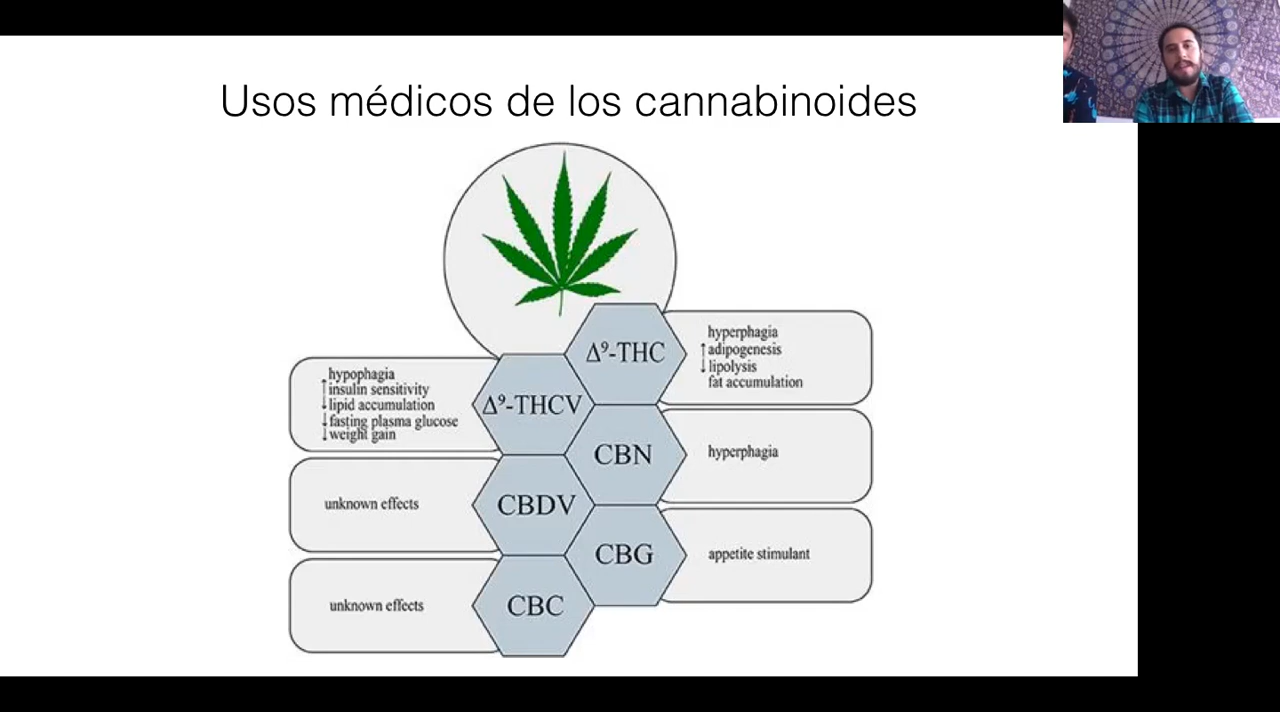 Usos médicos de los cannabinoides
Δ⁹-THC
hyperphagia
↑adipogenesis
↓lipolysis
fat accumulation
Δ⁹-THCV
hypophagia
↑insulin sensitivity
↓lipid accumulation
↓fasting plasma glucose
↓weight gain
CBN
hyperphagia
CBDV
unknown effects
CBG
appetite stimulant
CBC
unknown effects